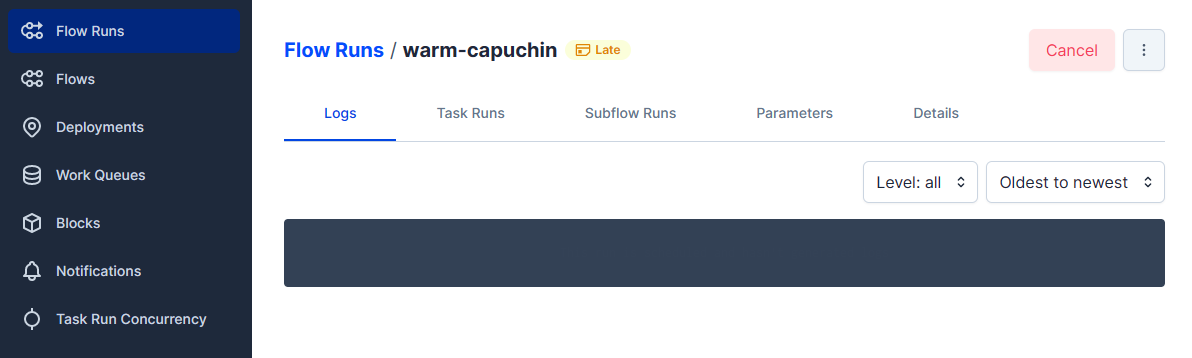 Flow Runs
Flows
Deployments
Work Queues
Blocks
Notifications
Task Run Concurrency
Flow Runs / warm-capuchin Late
Cancel
Logs Task Runs Subflow Runs Parameters Details
Level: all Oldest to newest